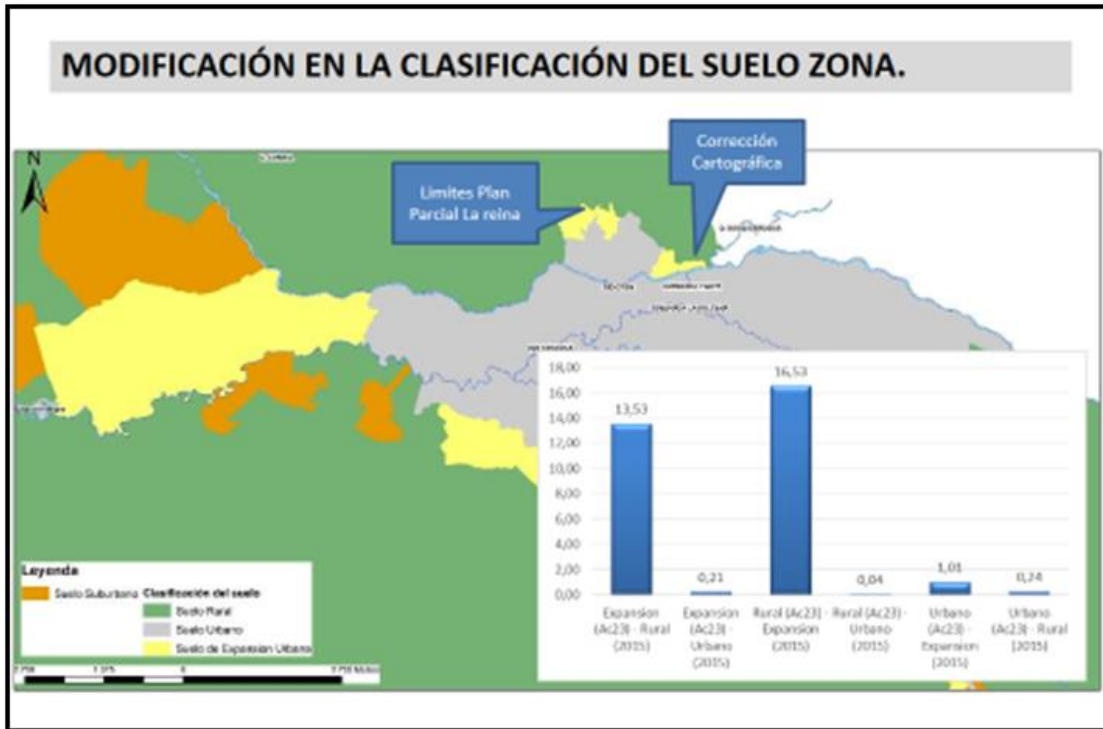 MODIFICACIÓN EN LA CLASIFICACIÓN DEL SUELO ZONA.
N
Corrección
Cartográfica
Limites Plan
Parcial La reina
18,00
16,00
14,00
12,00
10,00
8,00
6,00
4,00
2,00
0,00
13,53
0,21
16,53
0,04
1,01
0,24
Expansion
(Ac23) - Rural
(2015)
Expansion
(Ac23) -
Urbano
(2015)
Rural (Ac23) -
Expansion
(2015)
Rural (Ac23) -
Urbano
(2015)
Urbano
(Ac23) -
Expansion
(2015)
Urbano
(Ac23) - Rural
(2015)
Leyenda
Suelo Suburbano
Clasificación del suelo
Suelo Rural
Suelo Urbano
Suelo de Expansión Urbano
0